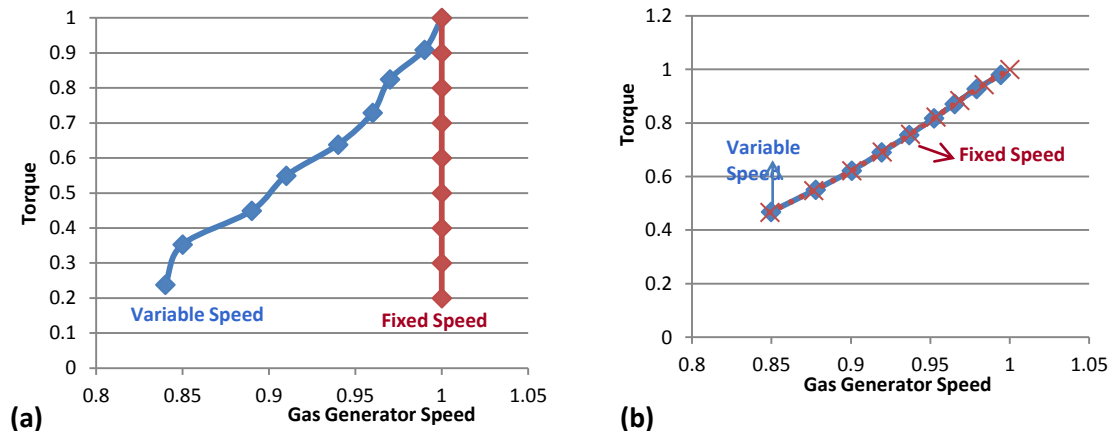 1
0.9
0.8
0.7
0.6
0.5
0.4
0.3
0.2
0.1
0
Torque
Variable Speed
Fixed Speed
0.8 0.85 0.9 0.95 1 1.05
Gas Generator Speed
(a)
1.2
1
0.8
0.6
0.4
0.2
0
Torque
Variable
Speed
Fixed Speed
0.8 0.85 0.9 0.95 1 1.05
Gas Generator Speed
(b)